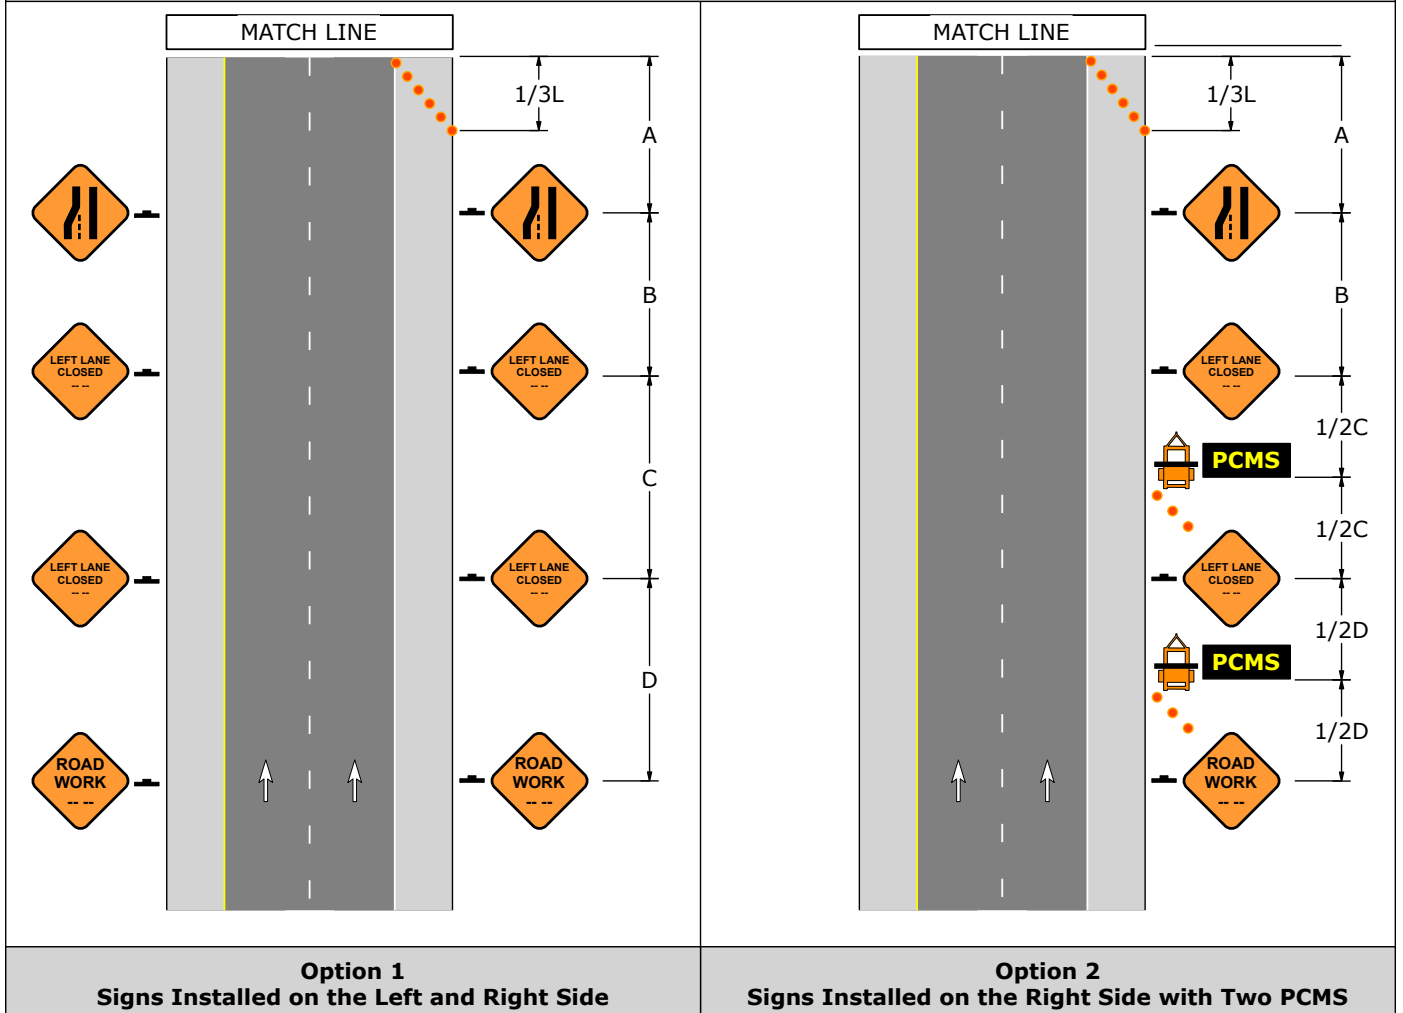 MATCH LINE
1/3L
A
B
LEFT LANE
CLOSED
-- --
LEFT LANE
CLOSED
-- --
C
LEFT LANE
CLOSED
-- --
LEFT LANE
CLOSED
-- --
D
ROAD
WORK
-- --
ROAD
WORK
-- --
Option 1
Signs Installed on the Left and Right Side
MATCH LINE
1/3L
A
B
LEFT LANE
CLOSED
-- --
1/2C
PCMS
1/2C
LEFT LANE
CLOSED
-- --
1/2D
PCMS
1/2D
ROAD
WORK
-- --
Option 2
Signs Installed on the Right Side with Two PCMS